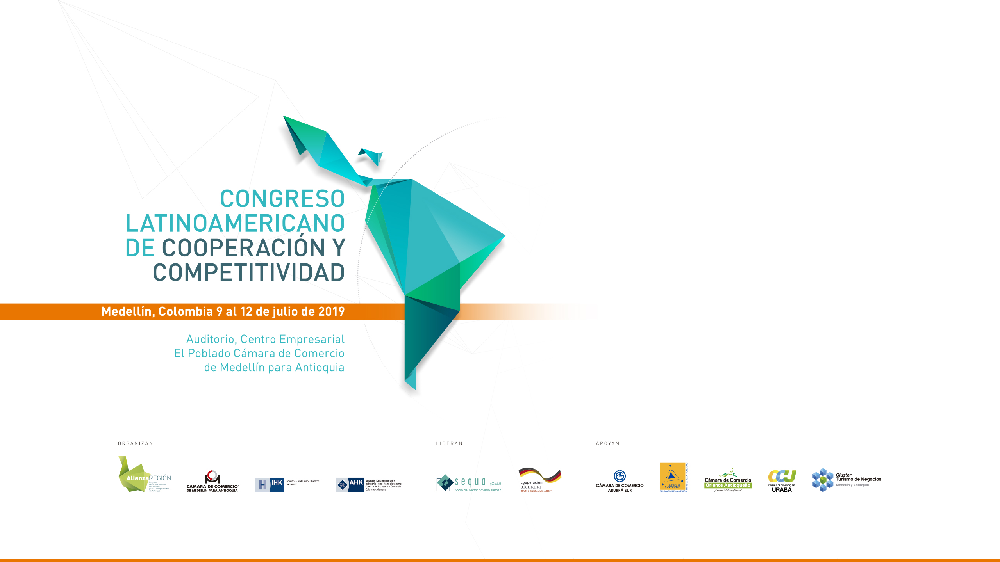 CONGRESO
LATINOAMERICANO
DE COOPERACIÓN Y
COMPETITIVIDAD
Medellín, Colombia 9 al 12 de julio de 2019
Auditorio, Centro Empresarial
El Poblado Cámara de Comercio
de Medellín para Antioquia
ORGANIZAN
AlianzaREGIÓN
Proyecto
de fortalecimiento
institucional
para la competitividad
en Antioquia
CAMARA DE COMERCIO®
DE MEDELLIN PARA ANTIOQUIA
IHK
Industrie- und Handelskammer
Hannover
AHK
Deutsch-Kolumbianische
Industrie- und Handelskammer
Cámara de Industria y Comercio
Colombo-Alemana
LIDERAN
sequa gGmbH
Socio del sector privado alemán
cooperación
alemana
DEUTSCHE ZUSAMMENARBEIT
APOYAN
CÁMARA DE COMERCIO
ABURRÁ SUR
Cámara de
Comercio
DEL MAGDALENA MEDIO
Y NORDESTE ANTIOQUEÑO
Cámara de Comercio
Oriente Antioqueño
¡Credencial de confianza!
CCU
CÁMARA DE COMERCIO DE
URABÁ
Cluster
Turismo de Negocios
Medellín y Antioquia